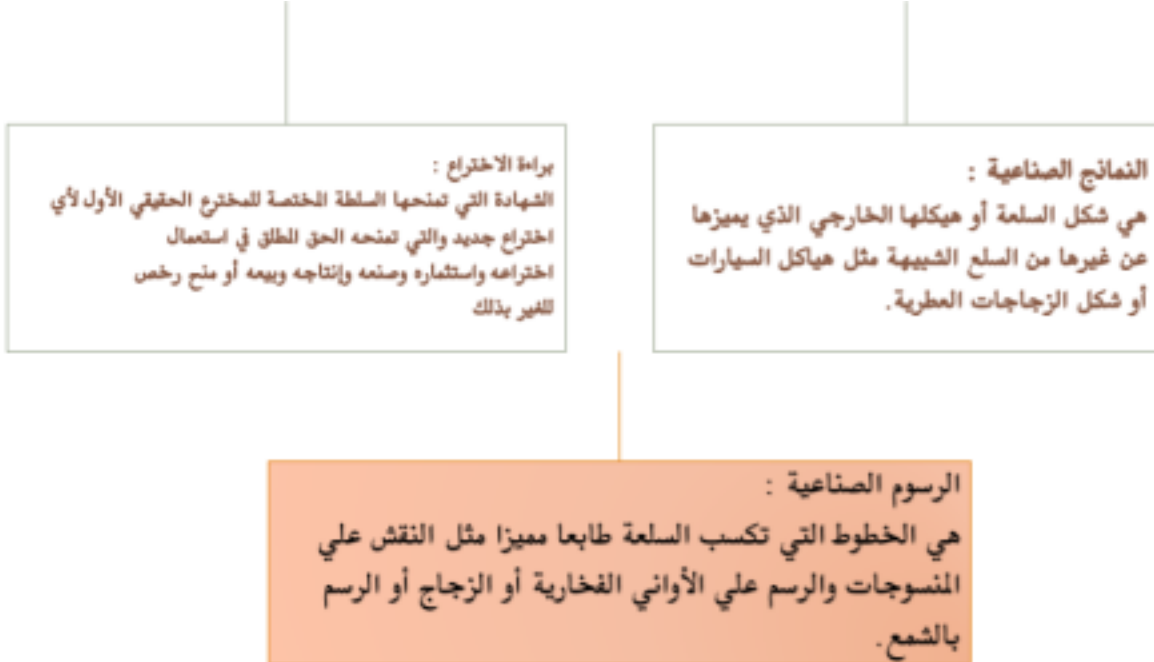 النماذج الصناعية :
هي شكل السلعة أو هيكلها الخارجي الذي يميزها
عن غيرها من السلع الشبيهة مثل هياكل السيارات
أو شكل الزجاجات العطرية.
براءة الاختراع :
الشهادة التي تمنحها السلطة المختصة للمخترع الحقيقي الأول لأي
اختراع جديد والتي تمنحه الحق المطلق في استعمال
اختراعه واستثماره وصنعه وإنتاجه وبيعه أو منح رخص
للغير بذلك
الرسوم الصناعية :
هي الخطوط التي تكسب السلعة طابعا مميزا مثل النقش علي
المنسوجات والرسم علي الأواني الفخارية أو الزجاج أو الرسم
بالشمع.